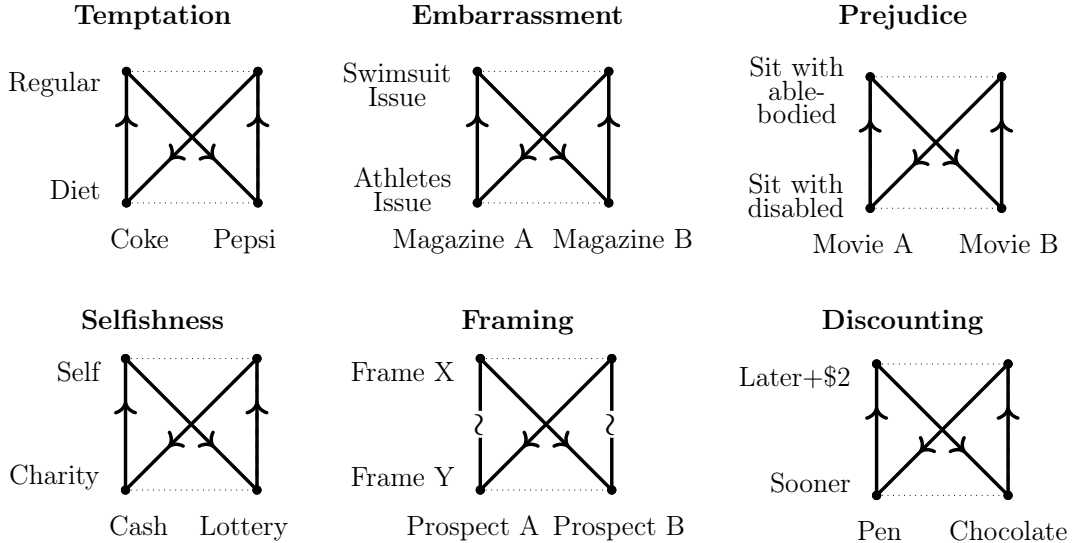 Temptation
Regular
Diet
Coke Pepsi
Embarrassment
Swimsuit
Issue
Athletes
Issue
Magazine A Magazine B
Prejudice
Sit with
able-
bodied
Sit with
disabled
Movie A Movie B
Selfishness
Self
Charity
Cash Lottery
Framing
Frame X
~ ~
Frame Y
Prospect A Prospect B
Discounting
Later+$2
Sooner
Pen Chocolate